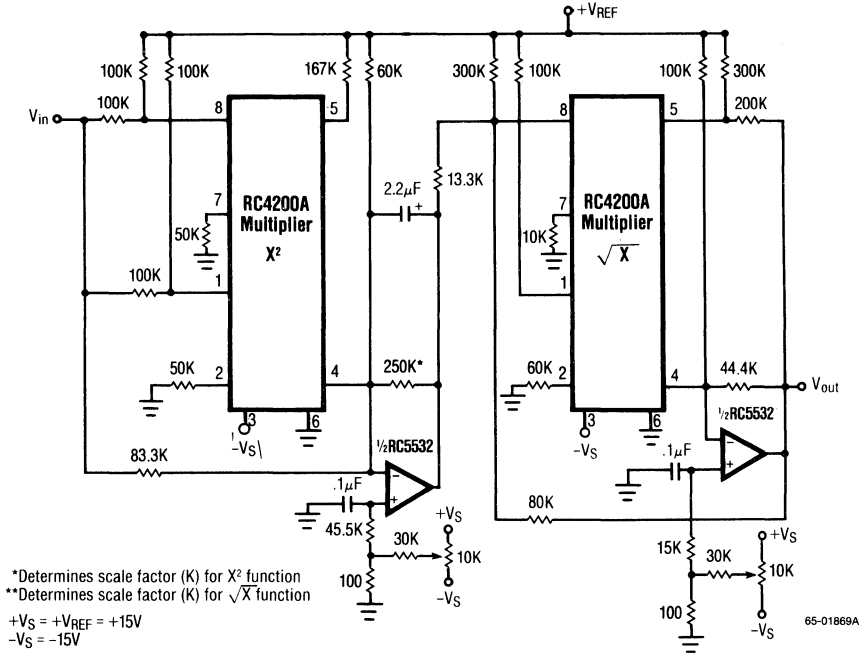 +VREF
100K
100K
167K
60K
300K
100K
100K
300K
100K
200K
Vin
8
5
8
5
13.3K
2.2µF
+
7
RC4200A
Multiplier
X²
50K
7
RC4200A
Multiplier
√X
10K
100K
1
1
50K
2
4
250K*
60K
2
4
44.4K
Vout
3
6
-VS
½RC5532
3
6
-VS
½RC5532
83.3K
−
+
.1µF
−
+
.1µF
80K
45.5K
+VS
30K
10K
100
-VS
15K
+VS
30K
10K
100
-VS
*Determines scale factor (K) for X² function
**Determines scale factor (K) for √X function
+VS = +VREF = +15V
-VS = -15V
65-01869A